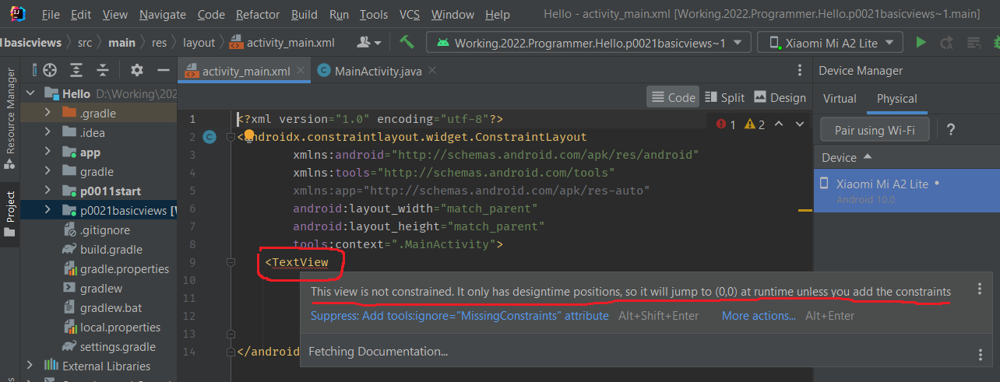 File Edit View Navigate Code Refactor Build Run Tools VCS Window Help Hello - activity_main.xml [Working.2022.Programmer.Hello.p0021basicviews~1.main]
1basicviews src main res layout activity_main.xml Working.2022.Programmer.Hello.p0021basicviews~1 Xiaomi Mi A2 Lite
activity_main.xml MainActivity.java Device Manager
Resource Manager
Project
Hello D:\Working\202
.gradle
.idea
app
gradle
p0011start
p0021basicviews [W
.gitignore
build.gradle
gradle.properties
gradlew
gradlew.bat
local.properties
settings.gradle
External Libraries
Code Split Design
1 <?xml version="1.0" encoding="utf-8"?> 1 2
2 <androidx.constraintlayout.widget.ConstraintLayout
3 xmlns:android="http://schemas.android.com/apk/res/android"
4 xmlns:tools="http://schemas.android.com/tools"
5 xmlns:app="http://schemas.android.com/apk/res-auto"
6 android:layout_width="match_parent"
7 android:layout_height="match_parent"
8 tools:context=".MainActivity">
9 <TextView
10
11
12
13
14 </android
This view is not constrained. It only has designtime positions, so it will jump to (0,0) at runtime unless you add the constraints
Suppress: Add tools:ignore="MissingConstraints" attribute Alt+Shift+Enter More actions... Alt+Enter
Fetching Documentation...
Virtual Physical
Pair using Wi-Fi ?
Device
Xiaomi Mi A2 Lite
Android 10.0